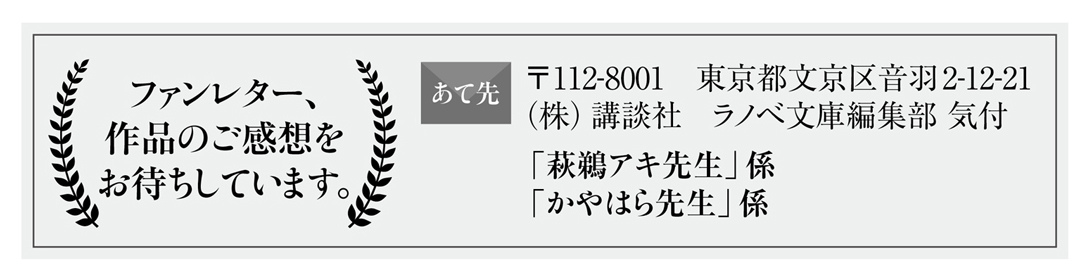 ファンレター、
作品のご感想を
お待ちしています。
あて先
〒112-8001　東京都文京区音羽2-12-21
（株）講談社　ラノベ文庫編集部 気付
「萩鵜アキ先生」係
「かやはら先生」係